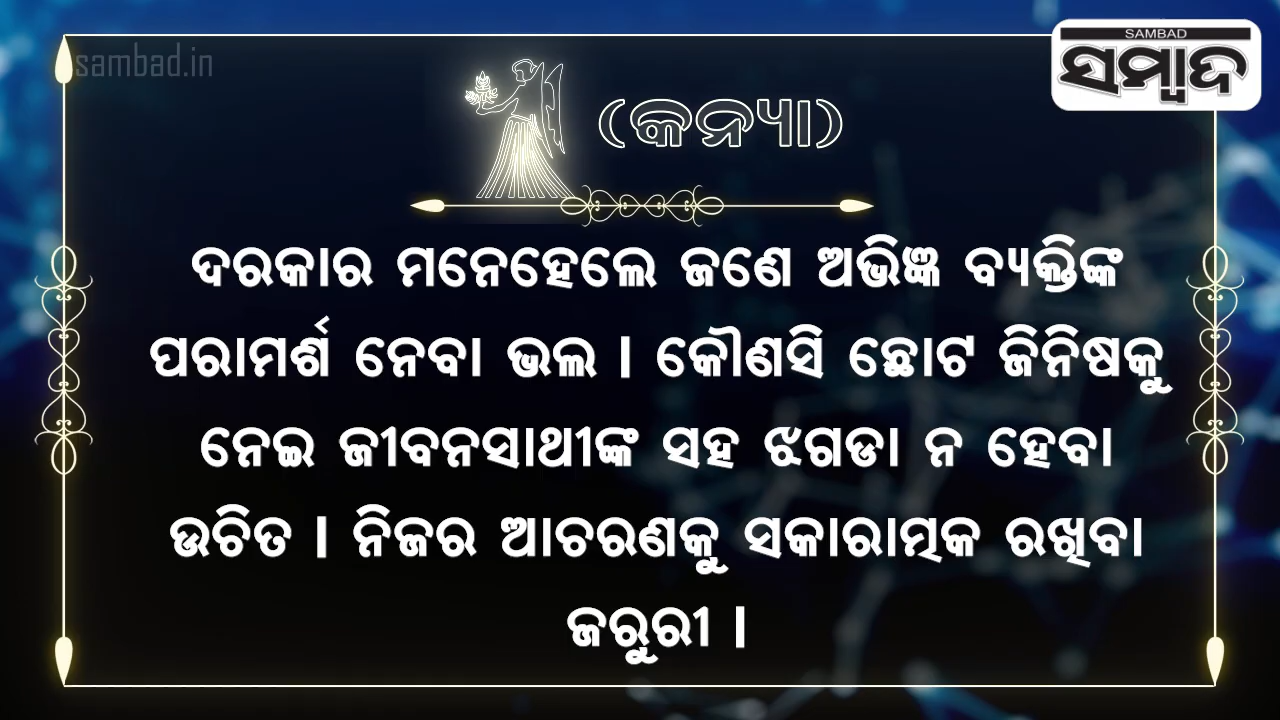 sambad.in
SAMBAD
ସମ୍ବାଦ
(କନ୍ୟା)
ଦରକାର ମନେହେଲେ ଜଣେ ଅଭିଜ୍ଞ ବ୍ୟକ୍ତିଙ୍କ
ପରାମର୍ଶ ନେବା ଭଲ । କୌଣସି ଛୋଟ ଜିନିଷକୁ
ନେଇ ଜୀବନସାଥୀଙ୍କ ସହ ଝଗଡା ନ ହେବା
ଉଚିତ । ନିଜର ଆଚରଣକୁ ସକାରାତ୍ମକ ରଖିବା
ଜରୁରୀ ।